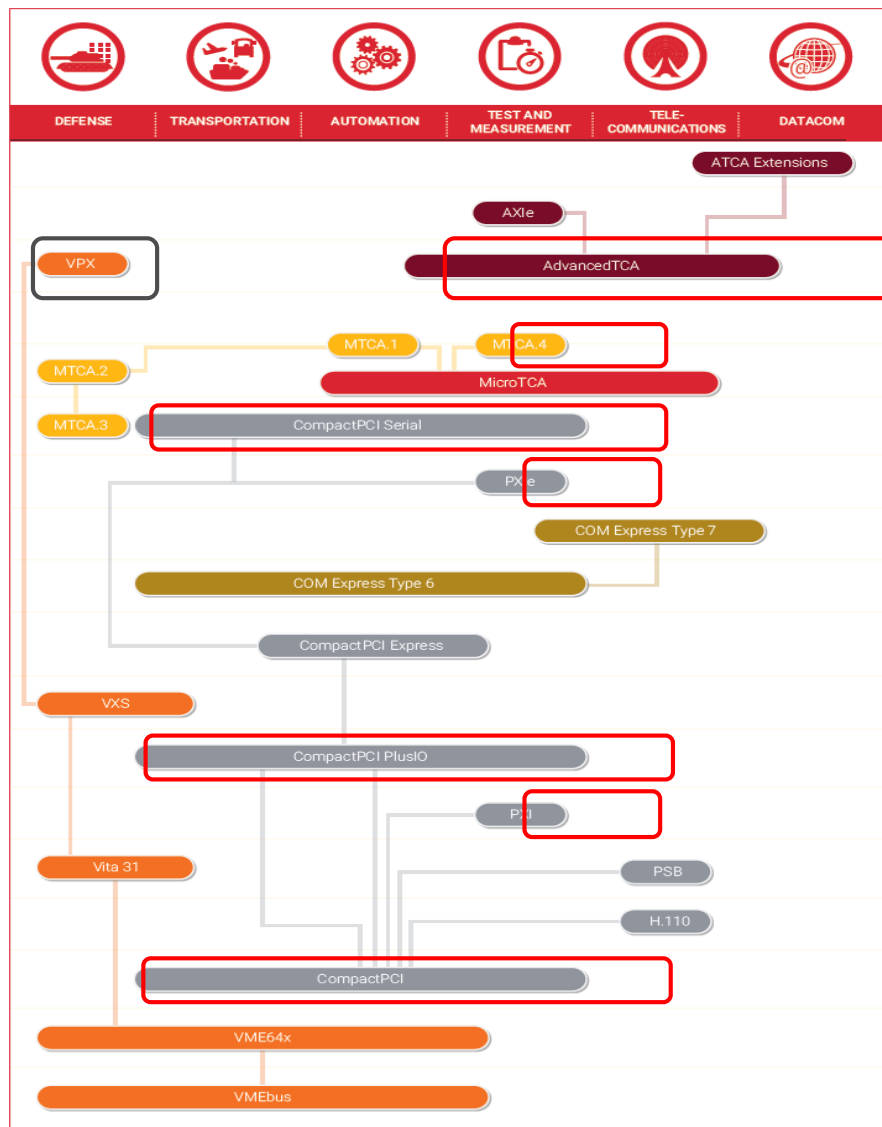 DEFENSE
TRANSPORTATION
AUTOMATION
TEST AND
MEASUREMENT
TELE-
COMMUNICATIONS
DATACOM
ATCA Extensions
AXIe
VPX
AdvancedTCA
MTCA.1
MTCA.4
MTCA.2
MicroTCA
MTCA.3
CompactPCI Serial
PXIe
COM Express Type 7
COM Express Type 6
CompactPCI Express
VXS
CompactPCI PlusIO
PXI
Vita 31
PSB
H.110
CompactPCI
VME64x
VMEbus